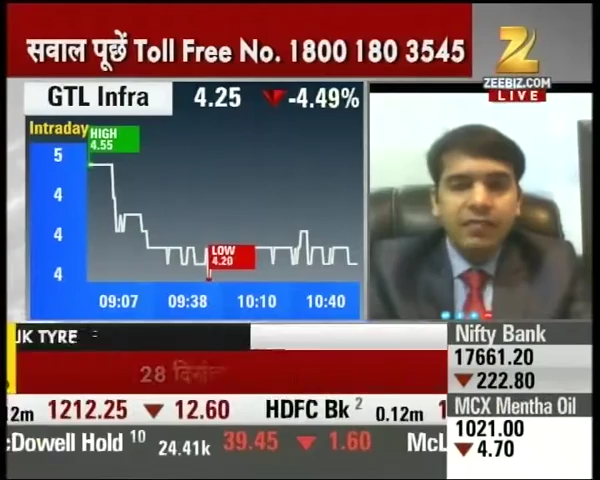 सवाल पूछें Toll Free No. 1800 180 3545
ZEEBIZ.COM
LIVE
GTL Infra 4.25 -4.49%
Intraday
HIGH
4.55
5
4
4
4
LOW
4.20
09:07 09:38 10:10 10:40
JK TYRE
28
Nifty Bank
17661.20
222.80
2m 1212.25 12.60 HDFC Bk 2 0.12m
MCX Mentha Oil
1021.00
4.70
cDowell Hold 10 24.41k 39.45 1.60 McL